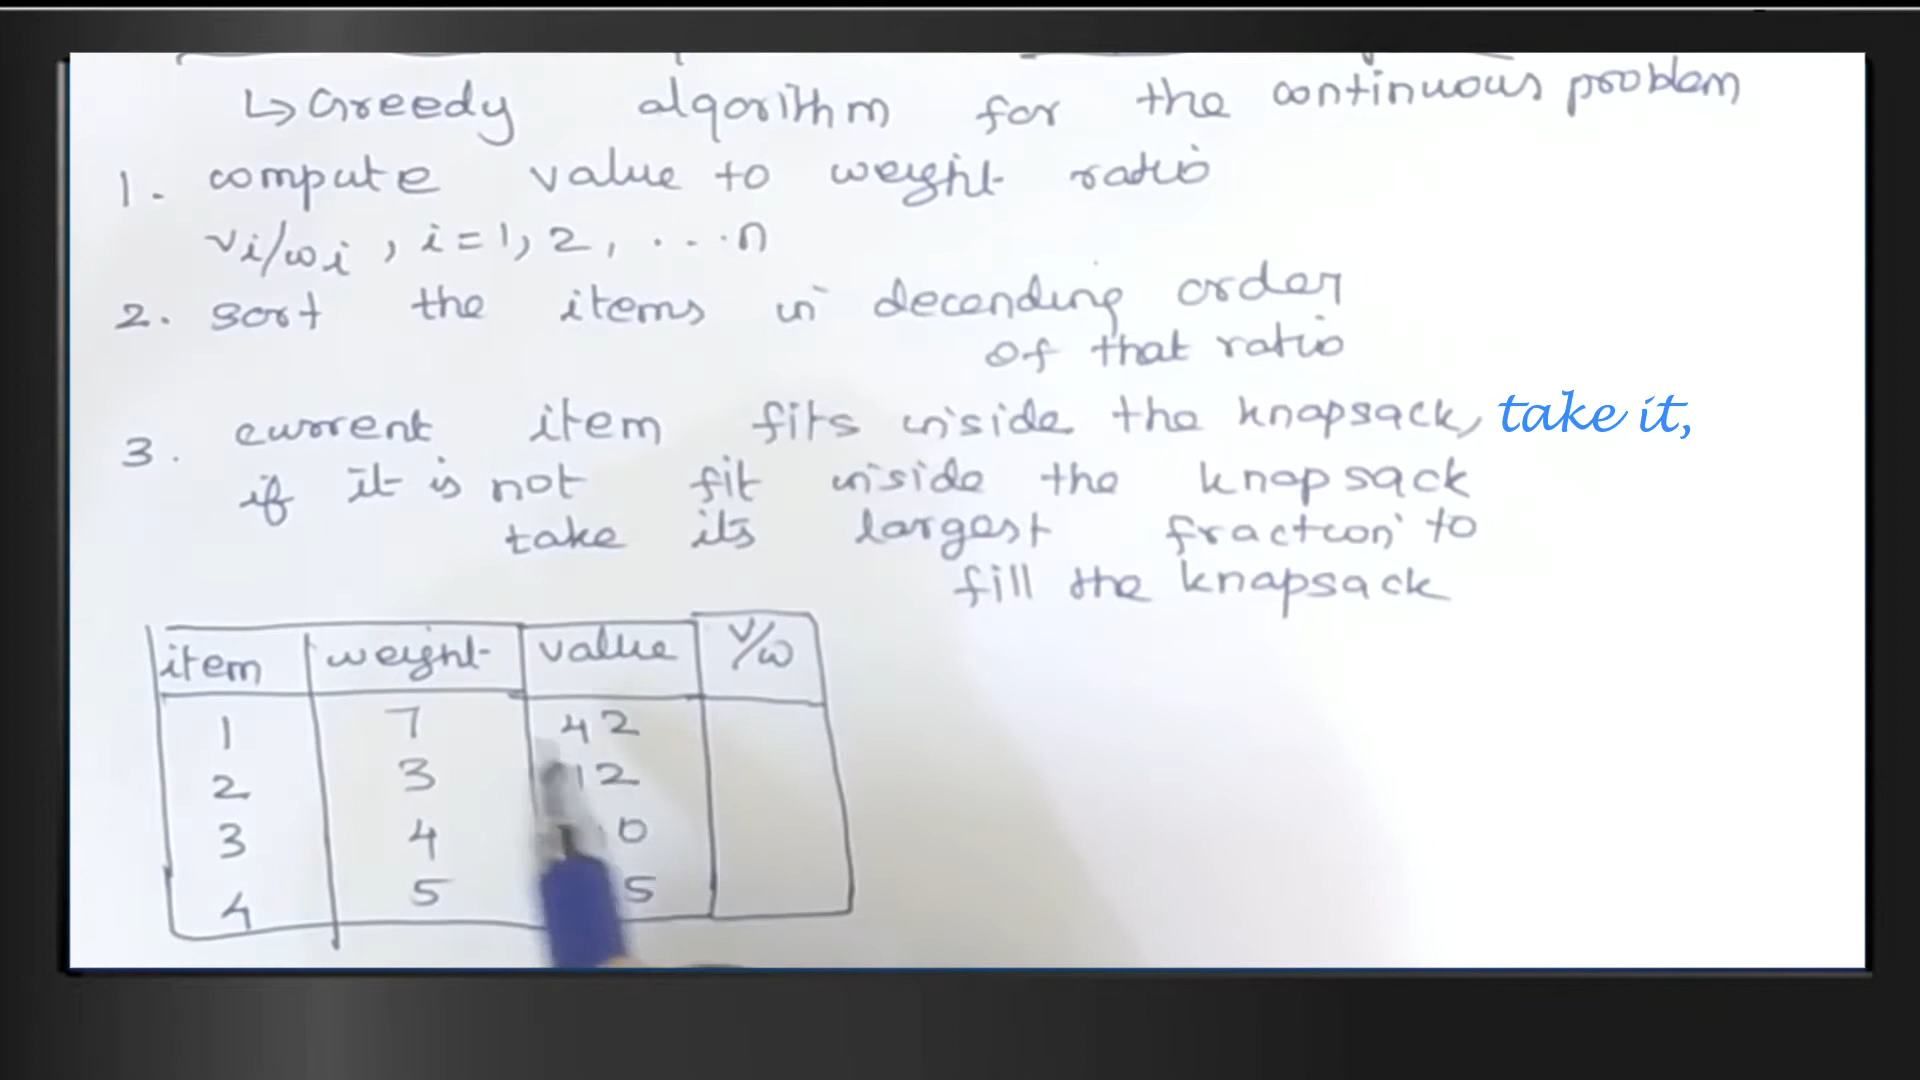 ↳ Greedy algorithm for the continuous problem
1. compute value to weight ratio
vi/wi , i = 1, 2, ... n
2. sort the items in decending order
of that ratio
3. current item fits inside the knapsack, take it,
if it is not fit inside the knapsack
take its largest fraction to
fill the knapsack
item weight value v/w
1 7 42
2 3 12
3 4 0
4 5 5